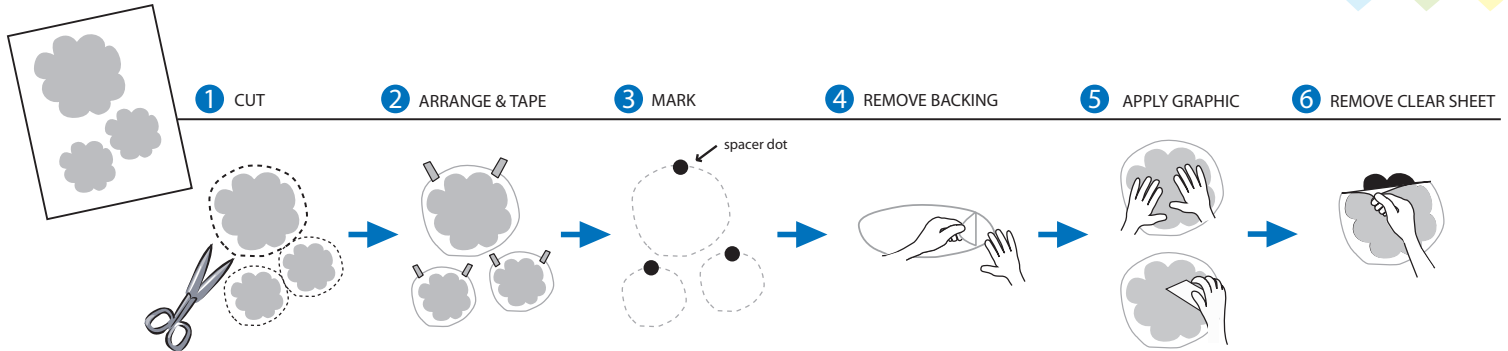 1 CUT
2 ARRANGE & TAPE
3 MARK
4 REMOVE BACKING
5 APPLY GRAPHIC
6 REMOVE CLEAR SHEET
spacer dot